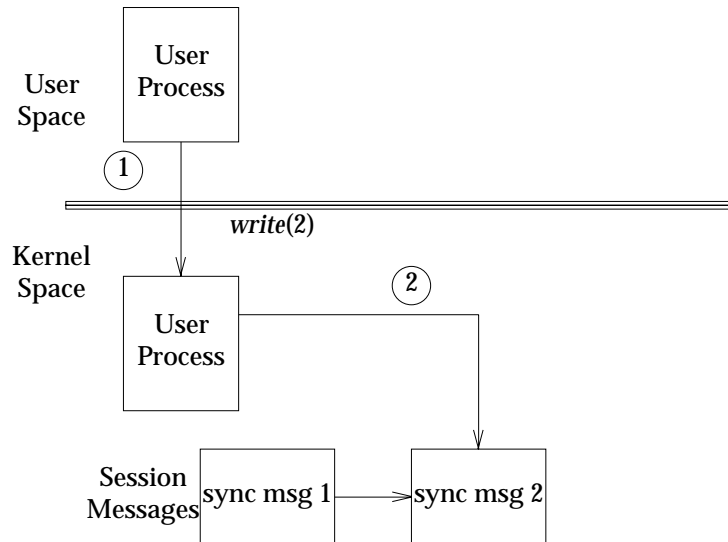 User
Process
User
Space
1
write(2)
Kernel
Space
2
User
Process
Session
Messages
sync msg 1
sync msg 2